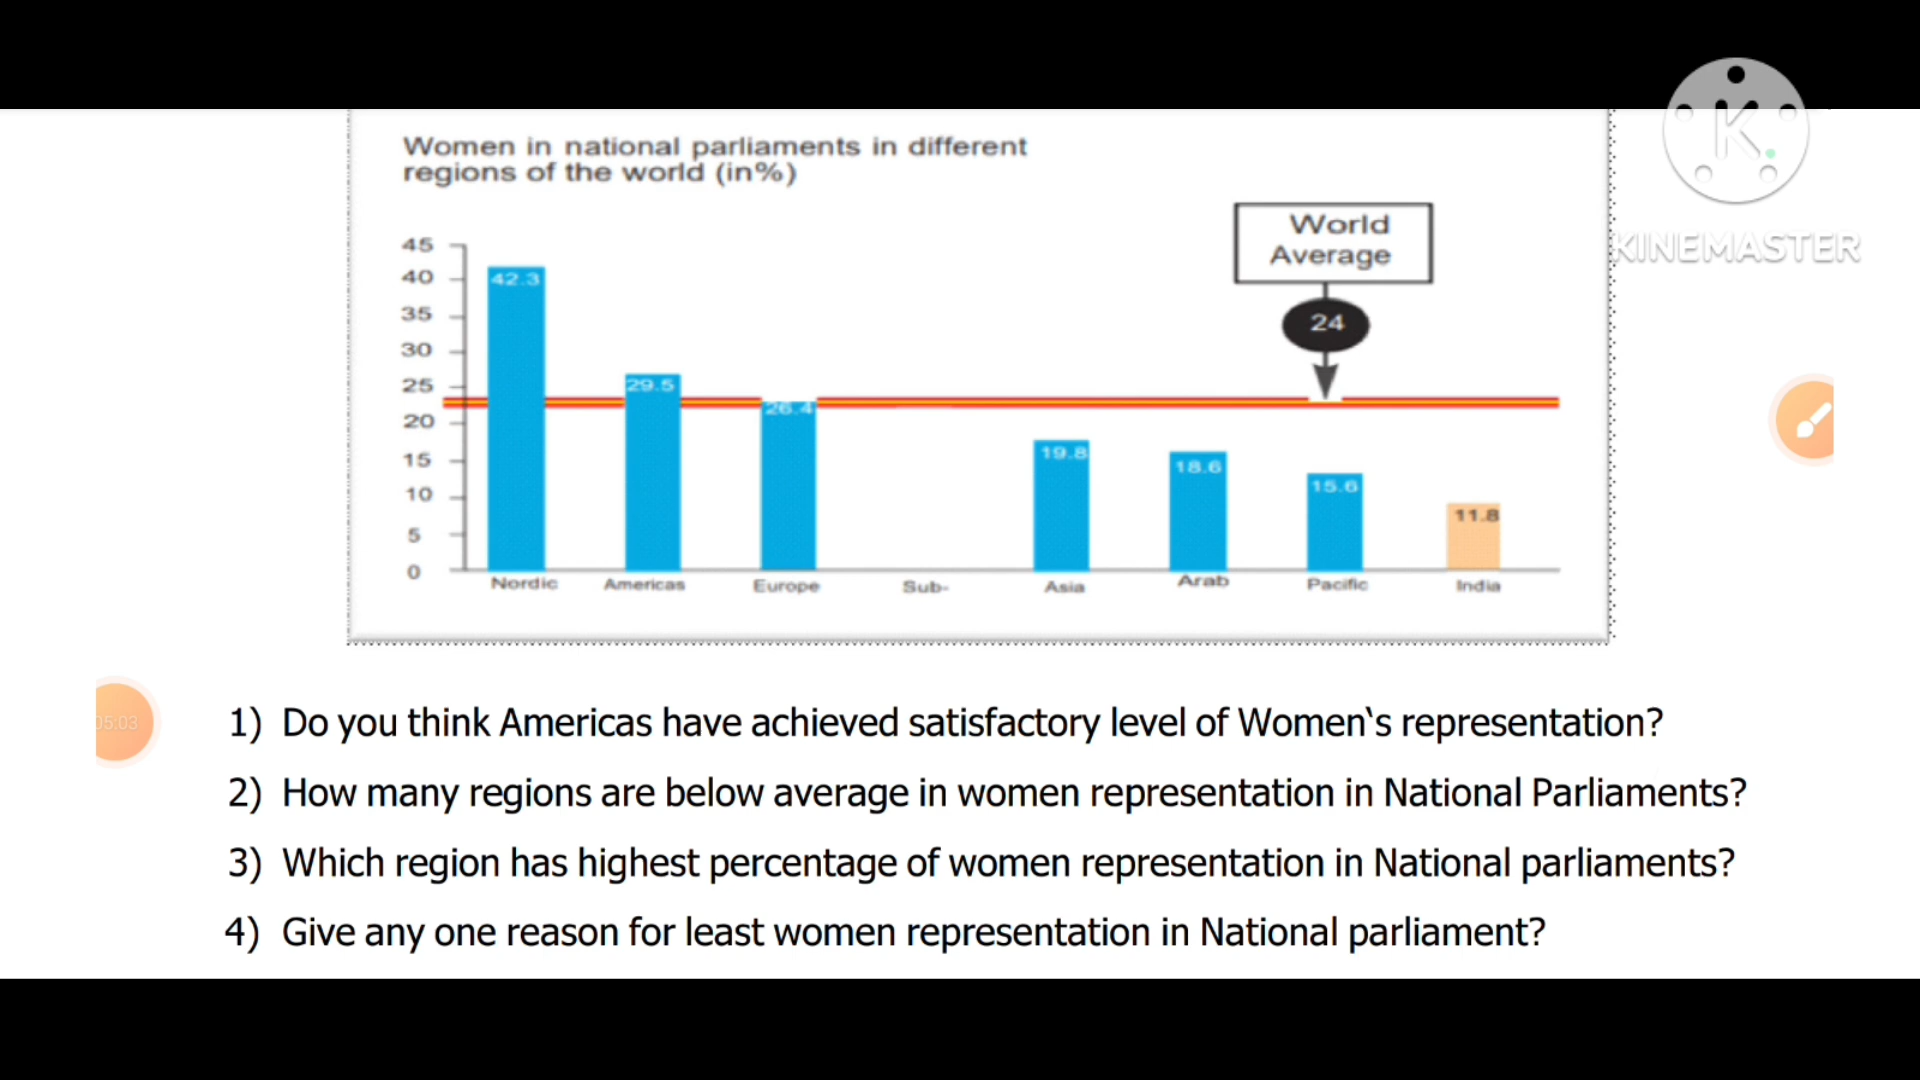 Women in national parliaments in different
regions of the world (in%)
World
Average
24
45
40
35
30
25
20
15
10
5
0
42.3
29.5
26.4
19.8
18.6
15.6
11.8
Nordic
Americas
Europe
Sub-
Asia
Arab
Pacific
India
K.
KINEMASTER
05:03
1) Do you think Americas have achieved satisfactory level of Women‛s representation?
2) How many regions are below average in women representation in National Parliaments?
3) Which region has highest percentage of women representation in National parliaments?
4) Give any one reason for least women representation in National parliament?